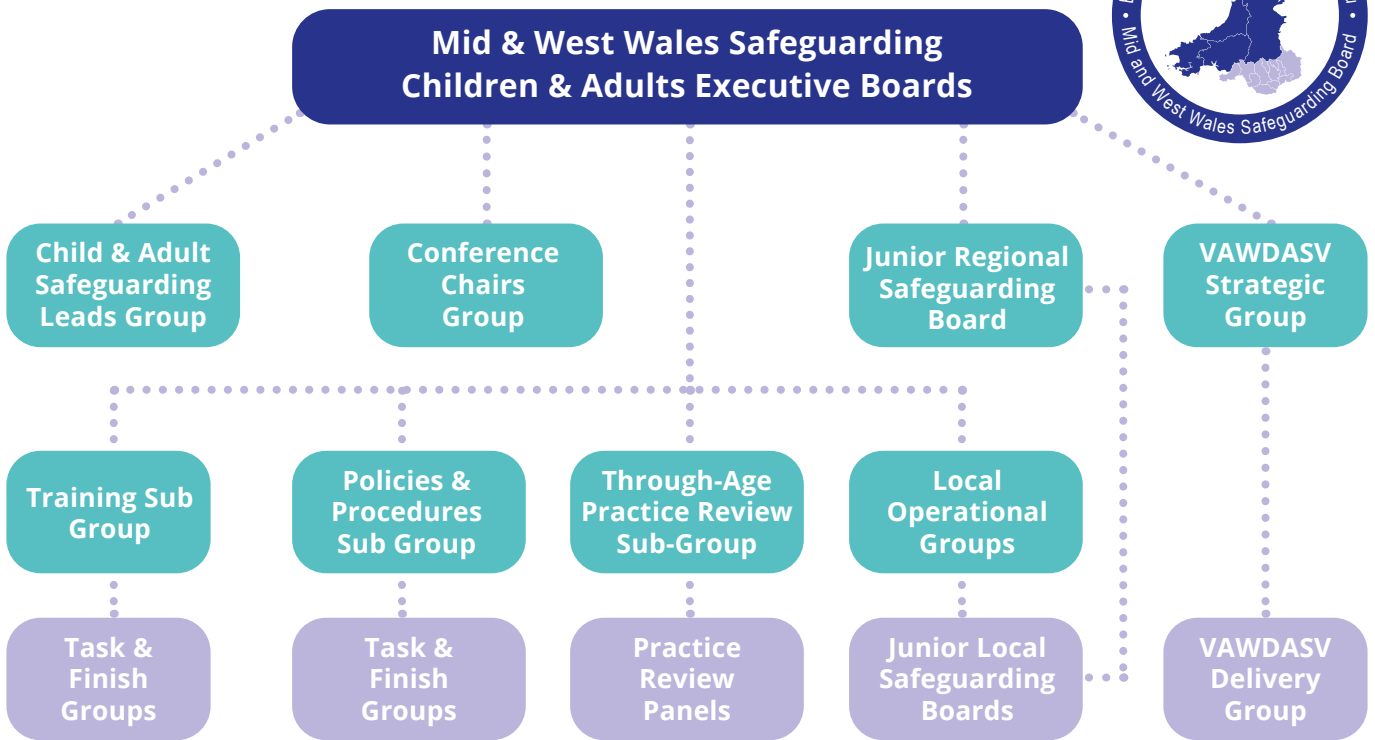 Mid & West Wales Safeguarding
Children & Adults Executive Boards
Mid and West Wales Safeguarding Board
Child & Adult
Safeguarding
Leads Group
Conference
Chairs
Group
Junior Regional
Safeguarding
Board
VAWDASV
Strategic
Group
Training Sub
Group
Policies &
Procedures
Sub Group
Through-Age
Practice Review
Sub-Group
Local
Operational
Groups
Task &
Finish
Groups
Task &
Finish
Groups
Practice
Review
Panels
Junior Local
Safeguarding
Boards
VAWDASV
Delivery
Group